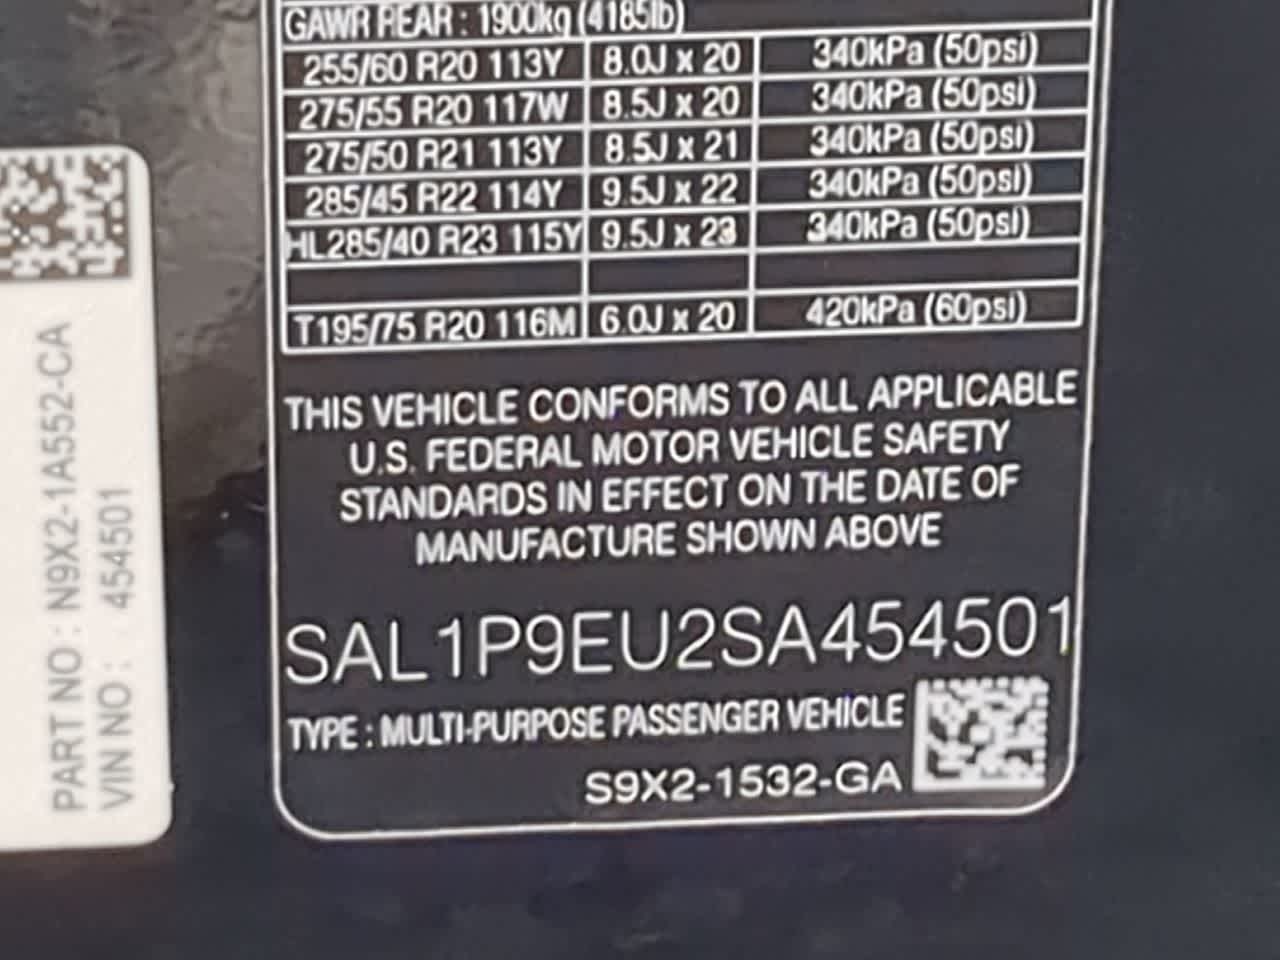 GAWR REAR : 1900kg (4185lb)
255/60 R20 113Y 8.0J x 20 340kPa (50psi)
275/55 R20 117W 8.5J x 20 340kPa (50psi)
275/50 R21 113Y 8.5J x 21 340kPa (50psi)
285/45 R22 114Y 9.5J x 22 340kPa (50psi)
HL285/40 R23 115Y 9.5J x 23 340kPa (50psi)
T195/75 R20 116M 6.0J x 20 420kPa (60psi)
THIS VEHICLE CONFORMS TO ALL APPLICABLE
U.S. FEDERAL MOTOR VEHICLE SAFETY
STANDARDS IN EFFECT ON THE DATE OF
MANUFACTURE SHOWN ABOVE
SAL1P9EU2SA454501
TYPE : MULTI-PURPOSE PASSENGER VEHICLE
S9X2-1532-GA
PART NO : N9X2-1A552-CA
VIN NO : 454501